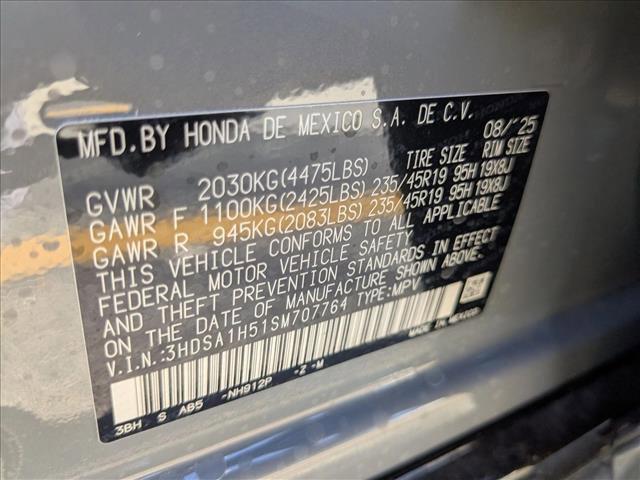 MFD.BY HONDA DE MEXICO S.A. DE C.V. 08/'25
GVWR 2030KG(4475LBS) TIRE SIZE RIM SIZE
GAWR F 1100KG(2425LBS) 235/45R19 95H 19X8J
GAWR R 945KG(2083LBS) 235/45R19 95H 19X8J
THIS VEHICLE CONFORMS TO ALL APPLICABLE
FEDERAL MOTOR VEHICLE SAFETY
AND THEFT PREVENTION STANDARDS IN EFFECT
ON THE DATE OF MANUFACTURE SHOWN ABOVE.
V.I.N.:3HDSA1H51SM707764 TYPE:MPV
MADE IN MEXICO
3BH S AB5 -NH912P -Z -M